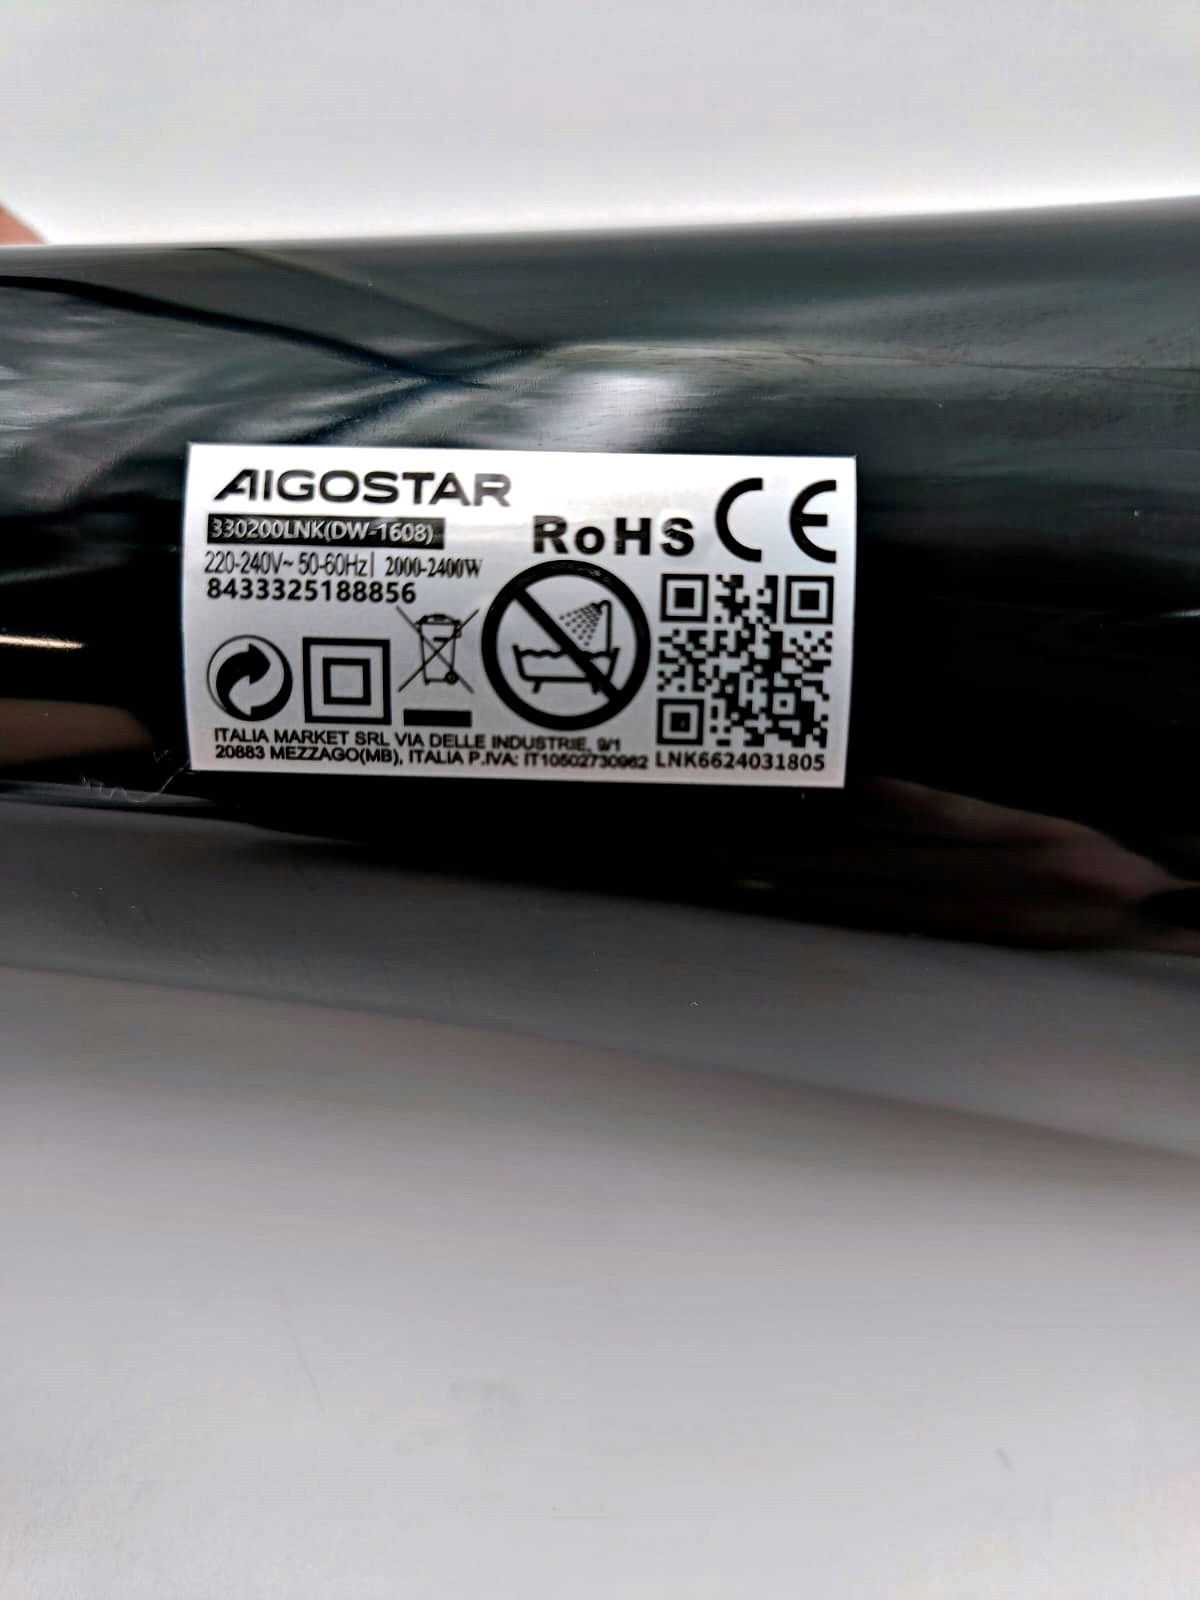 AIGOSTAR
330200LNK(DW-1608)
RoHS CE
220-240V~ 50-60Hz| 2000-2400W
8433325188856
ITALIA MARKET SRL VIA DELLE INDUSTRIE, 9/1
20883 MEZZAGO(MB), ITALIA P.IVA: IT10502730962
LNK6624031805